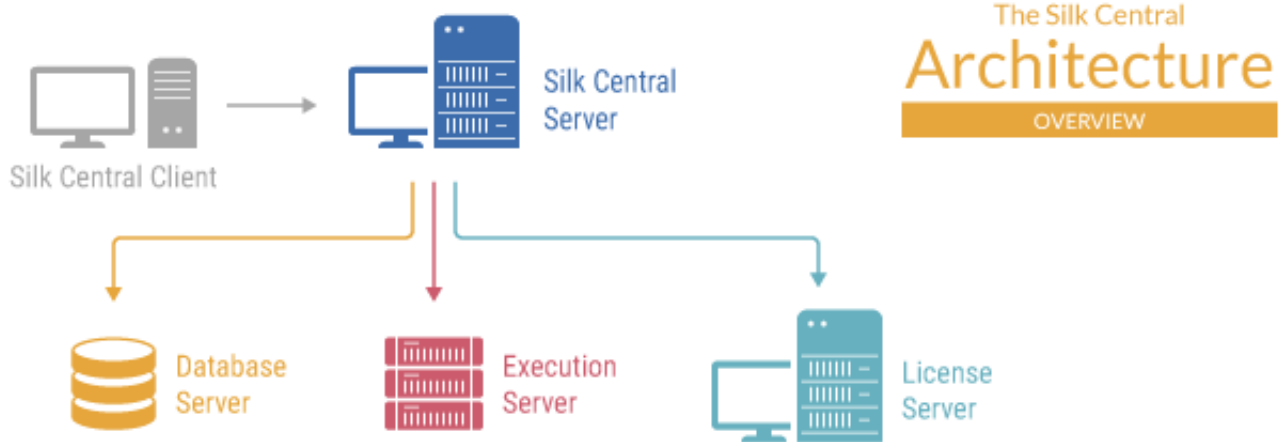 The Silk Central
Architecture
OVERVIEW
Silk Central
Server
Silk Central Client
Database
Server
Execution
Server
License
Server